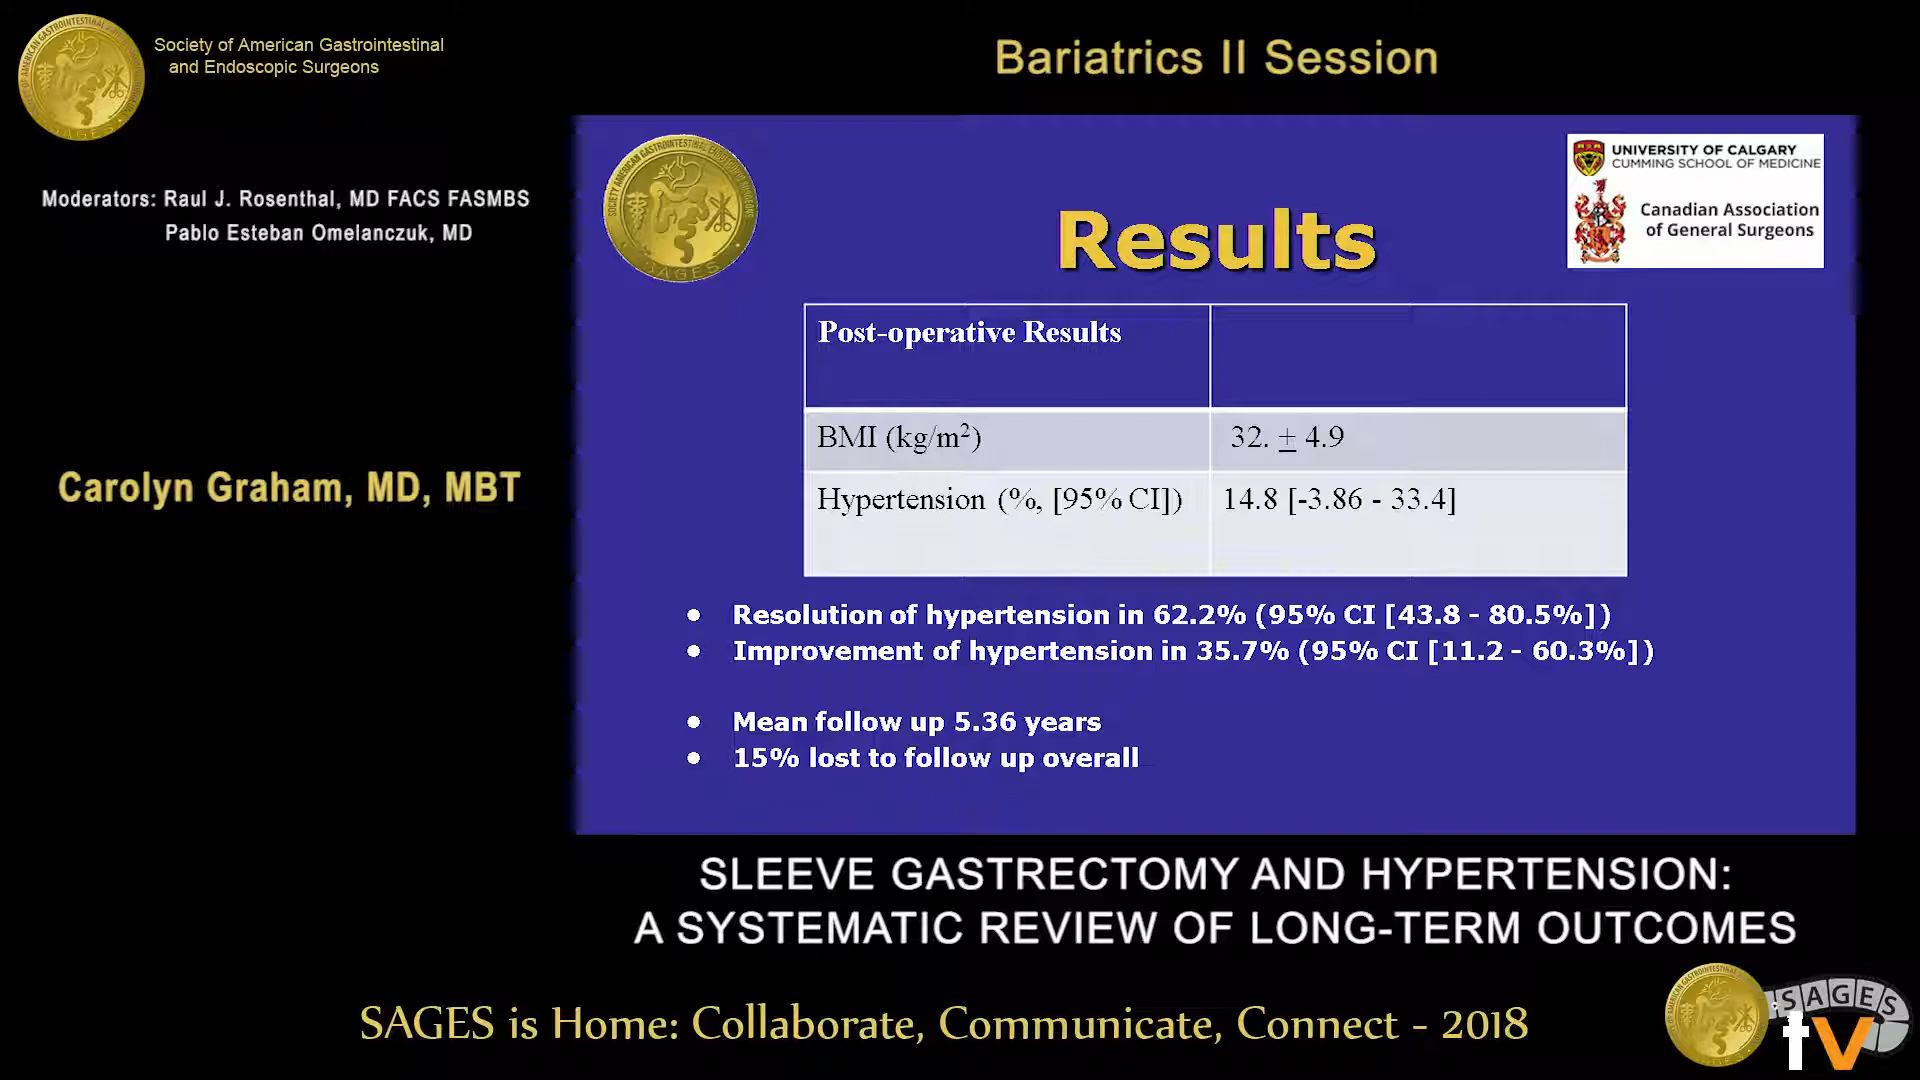 Society of American Gastrointestinal
and Endoscopic Surgeons
Bariatrics II Session
Moderators: Raul J. Rosenthal, MD FACS FASMBS
Pablo Esteban Omelanczuk, MD
Carolyn Graham, MD, MBT
UNIVERSITY OF CALGARY
CUMMING SCHOOL OF MEDICINE
Canadian Association
of General Surgeons
SAGES
Results
Post-operative Results
BMI (kg/m²) 32. ± 4.9
Hypertension (%, [95% CI]) 14.8 [-3.86 - 33.4]
• Resolution of hypertension in 62.2% (95% CI [43.8 - 80.5%])
• Improvement of hypertension in 35.7% (95% CI [11.2 - 60.3%])
• Mean follow up 5.36 years
• 15% lost to follow up overall
SLEEVE GASTRECTOMY AND HYPERTENSION:
A SYSTEMATIC REVIEW OF LONG-TERM OUTCOMES
SAGES is Home: Collaborate, Communicate, Connect - 2018
SAGES
tv